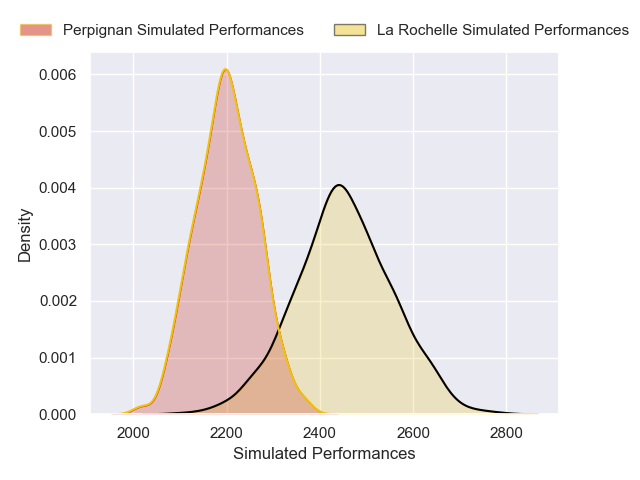 Perpignan Simulated Performances
La Rochelle Simulated Performances
0.006
0.005
0.004
0.003
0.002
0.001
0.000
Density
2000 2200 2400 2600 2800
Simulated Performances